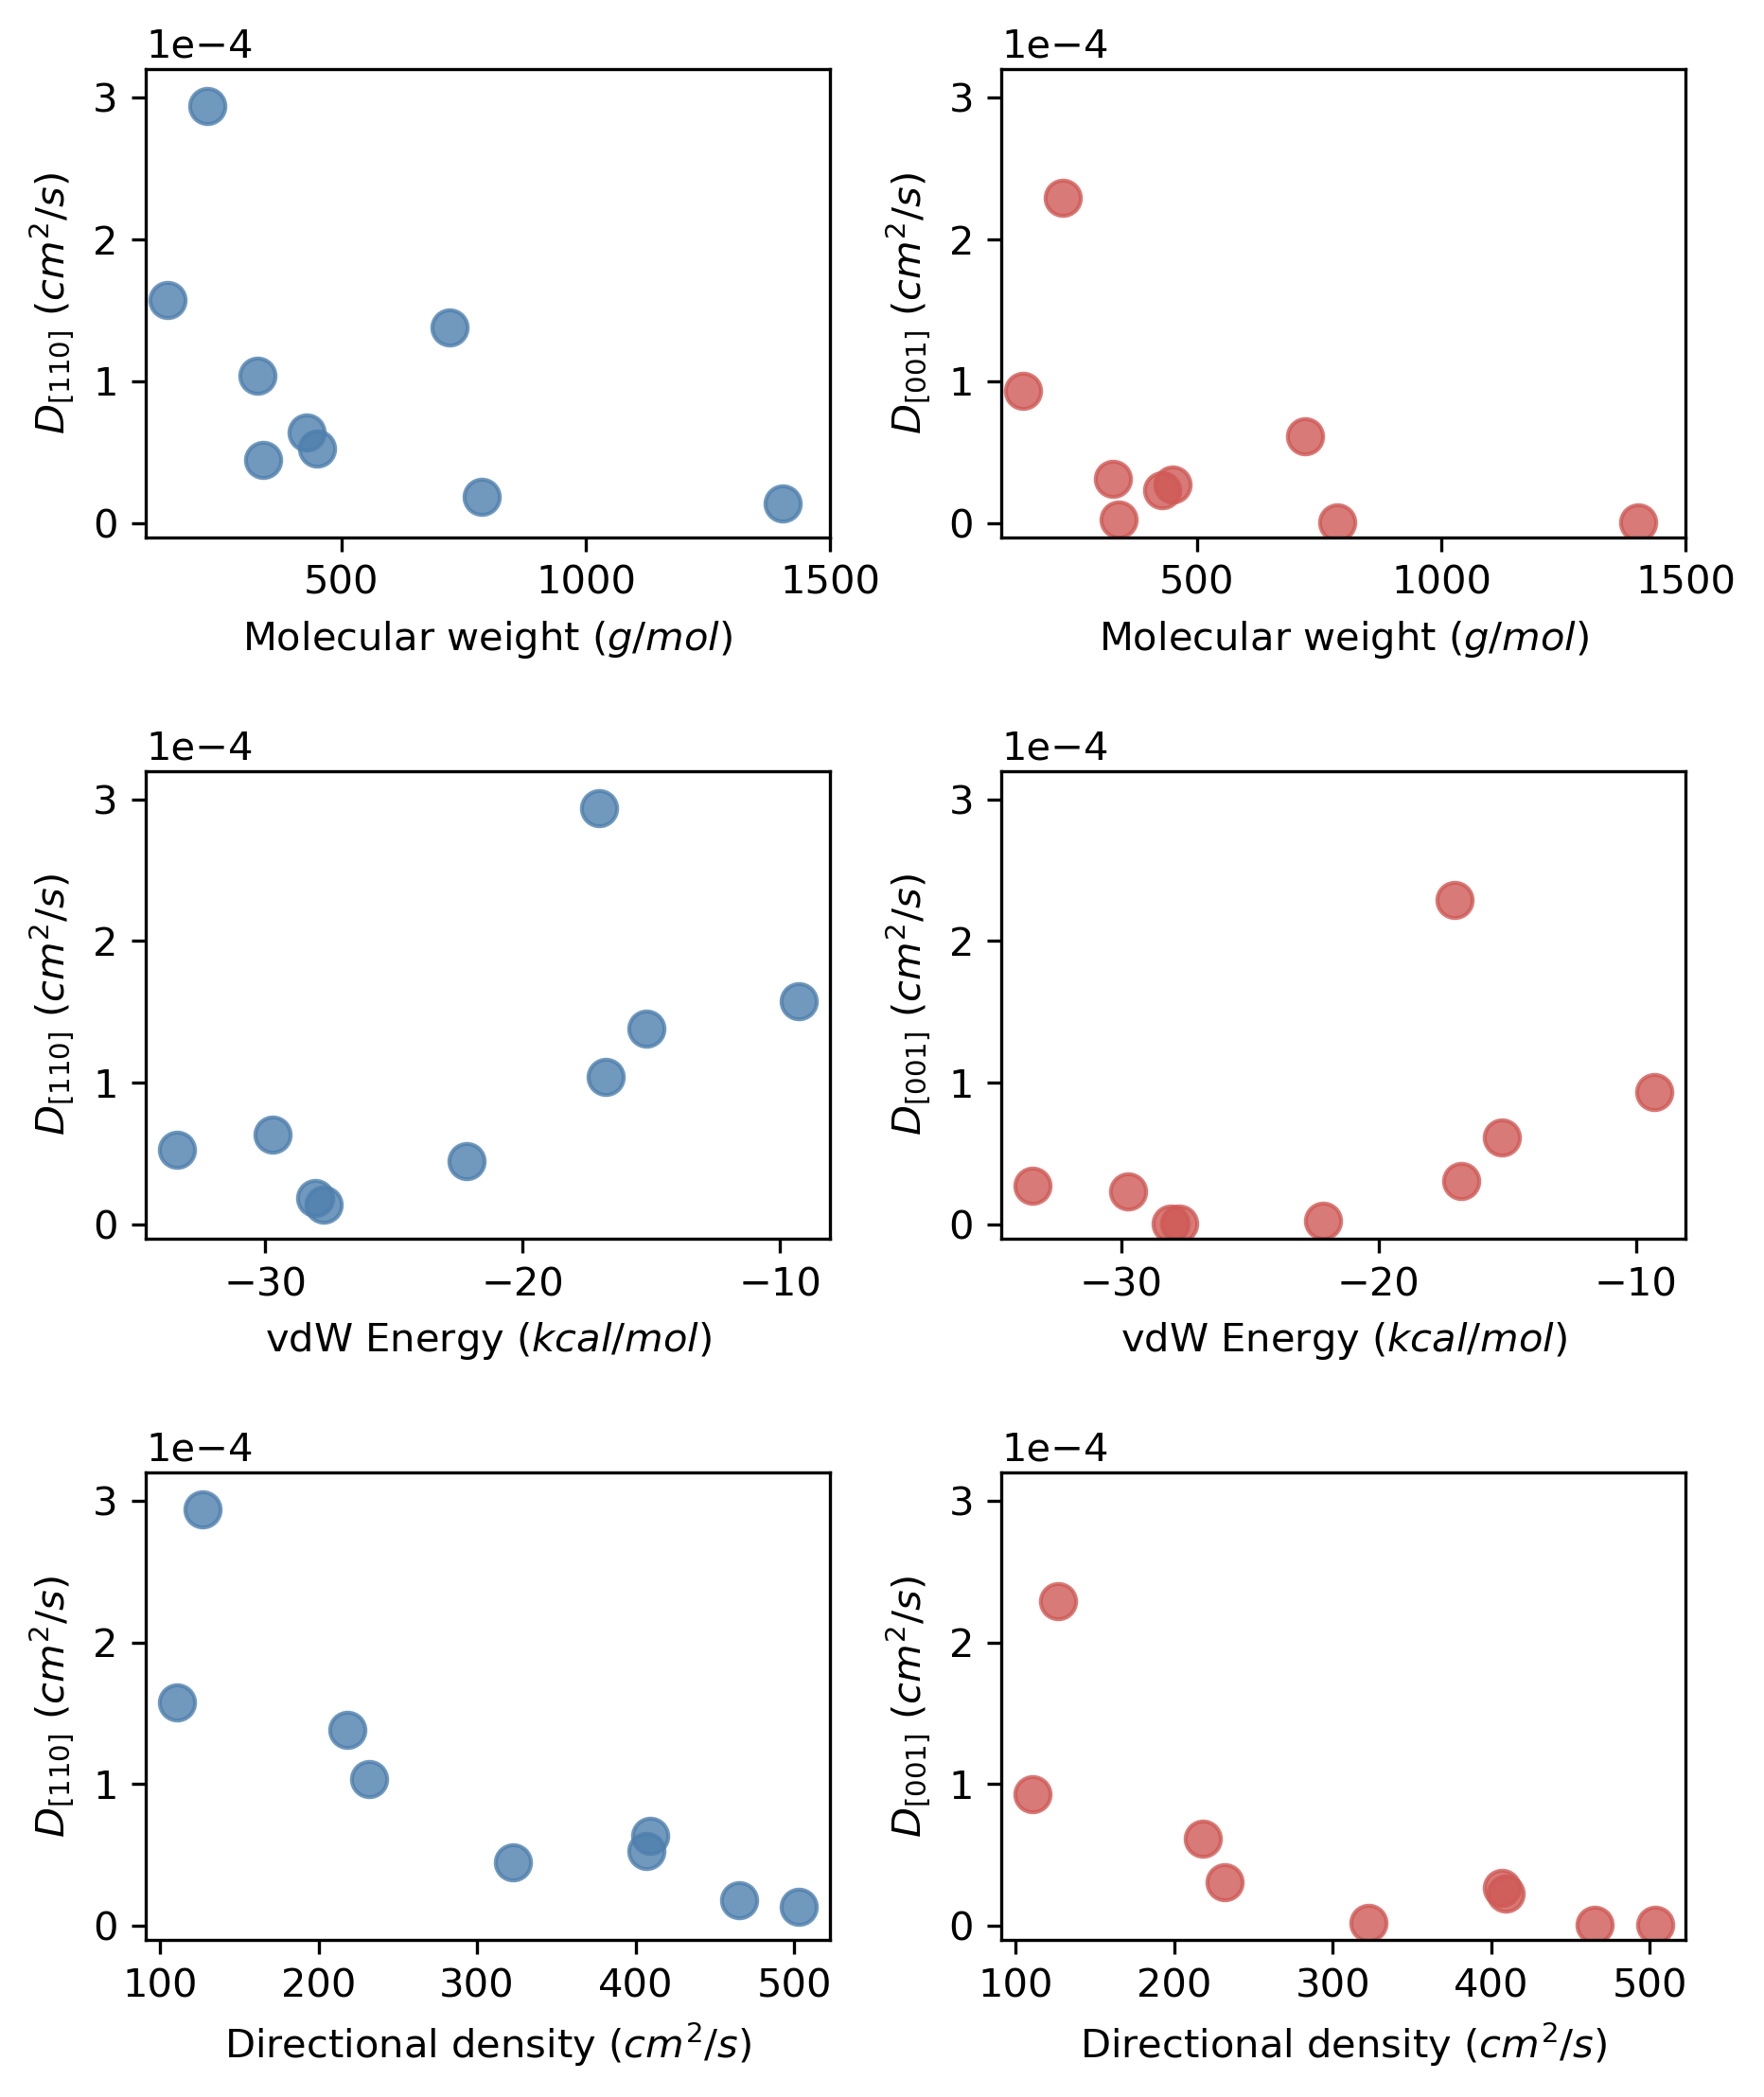 1e−4
3
2
1
0
D[110] (cm²/s)
500 1000 1500
Molecular weight (g/mol)
1e−4
3
2
1
0
D[001] (cm²/s)
500 1000 1500
Molecular weight (g/mol)
1e−4
3
2
1
0
D[110] (cm²/s)
−30 −20 −10
vdW Energy (kcal/mol)
1e−4
3
2
1
0
D[001] (cm²/s)
−30 −20 −10
vdW Energy (kcal/mol)
1e−4
3
2
1
0
D[110] (cm²/s)
100 200 300 400 500
Directional density (cm²/s)
1e−4
3
2
1
0
D[001] (cm²/s)
100 200 300 400 500
Directional density (cm²/s)